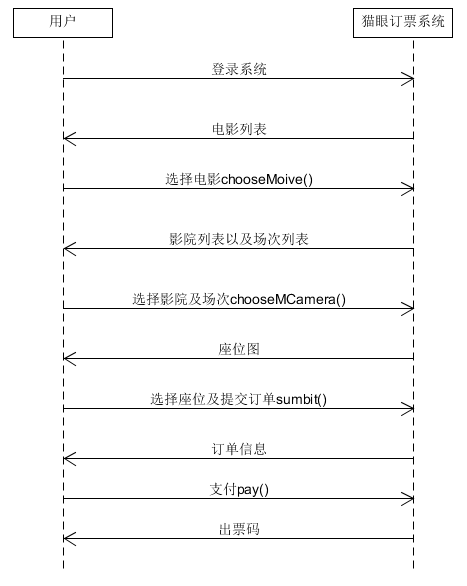 用户
猫眼订票系统
登录系统
电影列表
选择电影chooseMoive()
影院列表以及场次列表
选择影院及场次chooseMCamera()
座位图
选择座位及提交订单sumbit()
订单信息
支付pay()
出票码